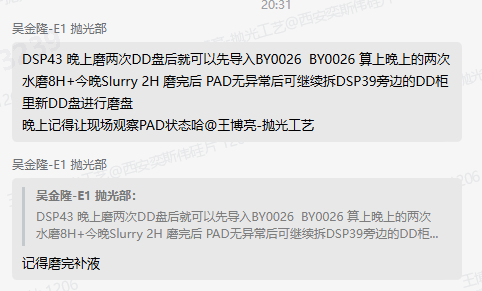 20:31
吴金隆-E1 抛光部
DSP43 晚上磨两次DD盘后就可以先导入BY0026  BY0026 算上晚上的两次
水磨8H+今晚Slurry 2H 磨完后 PAD无异常后可继续拆DSP39旁边的DD柜
里新DD盘进行磨盘
晚上记得让现场观察PAD状态哈@王博亮-抛光工艺
吴金隆-E1 抛光部
吴金隆-E1 抛光部:
DSP43 晚上磨两次DD盘后就可以先导入BY0026  BY0026 算上晚上的两次
水磨8H+今晚Slurry 2H 磨完后 PAD无异常后可继续拆DSP39旁边的DD柜...
记得磨完补液